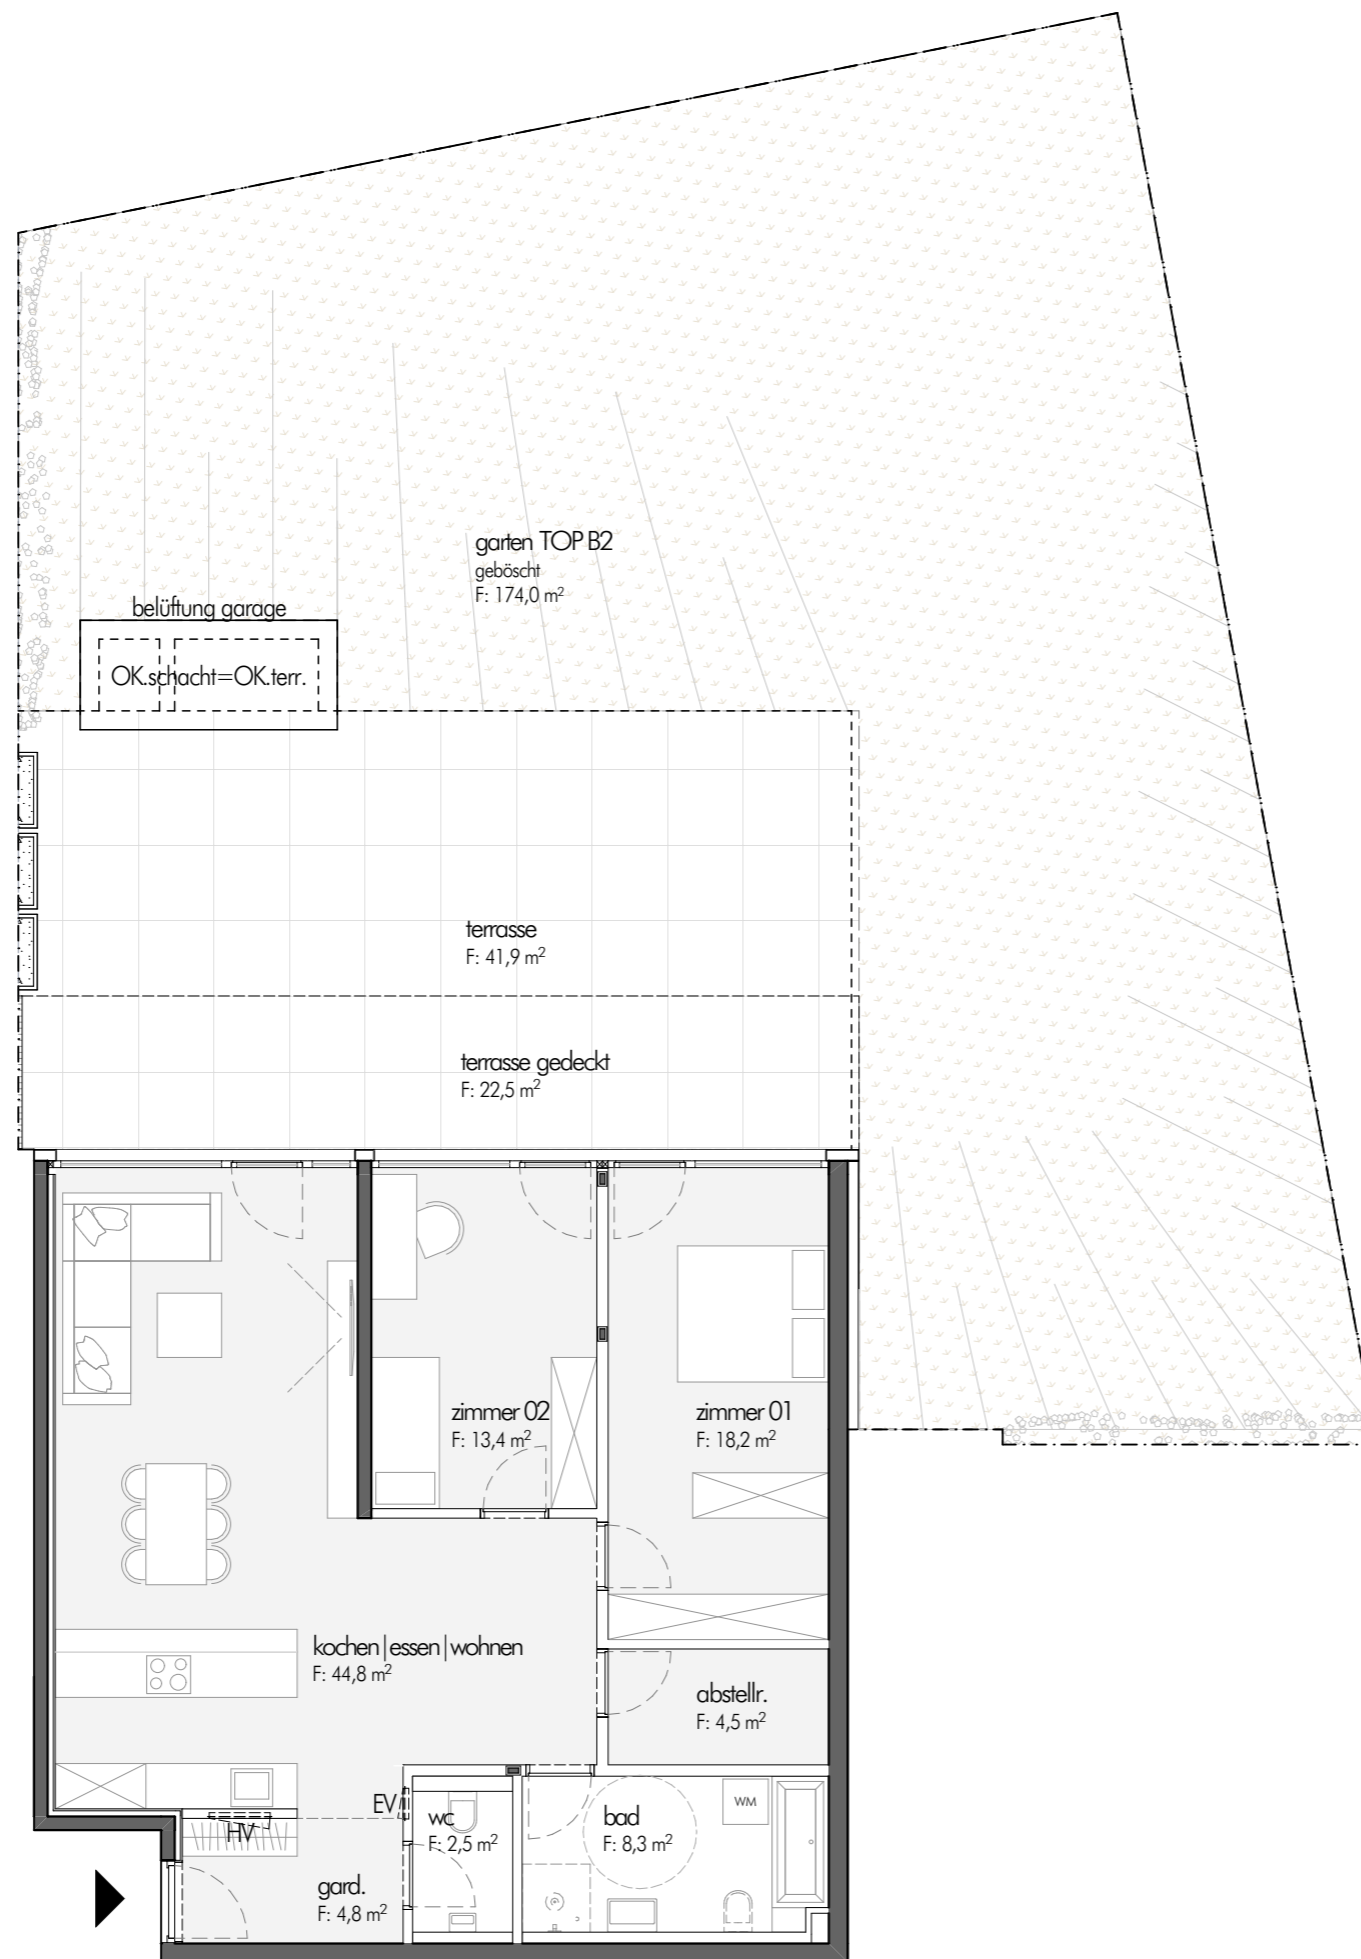 garten TOP B2
geböscht
F: 174,0 m²
belüftung garage
OK.schacht=OK.terr.
terrasse
F: 41,9 m²
terrasse gedeckt
F: 22,5 m²
zimmer 02
F: 13,4 m²
zimmer 01
F: 18,2 m²
kochen|essen|wohnen
F: 44,8 m²
abstellr.
F: 4,5 m²
EV
HV
wc
F: 2,5 m²
bad
F: 8,3 m²
WM
gard.
F: 4,8 m²